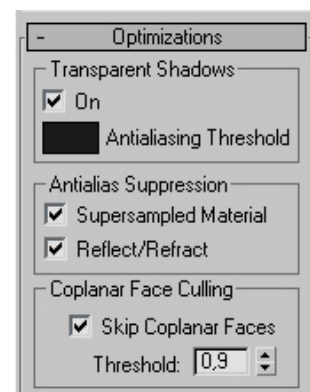 - Optimizations
Transparent Shadows
On
Antialiasing Threshold
Antialias Suppression
Supersampled Material
Reflect/Refract
Coplanar Face Culling
Skip Coplanar Faces
Threshold: 0,9